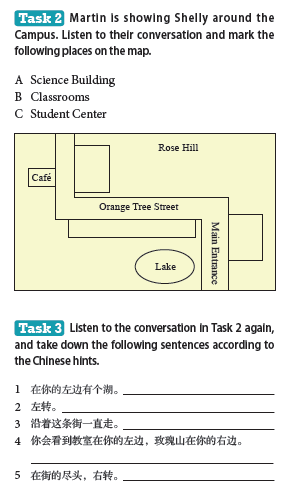 Task 2 Martin is showing Shelly around the
Campus. Listen to their conversation and mark the
following places on the map.
A Science Building
B Classrooms
C Student Center
Rose Hill
Café
Orange Tree Street
Main Entrance
Lake
Task 3 Listen to the conversation in Task 2 again,
and take down the following sentences according to
the Chinese hints.
1 在你的左边有个湖。
2 左转。
3 沿着这条街一直走。
4 你会看到教室在你的左边，玫瑰山在你的右边。
5 在街的尽头，右转。